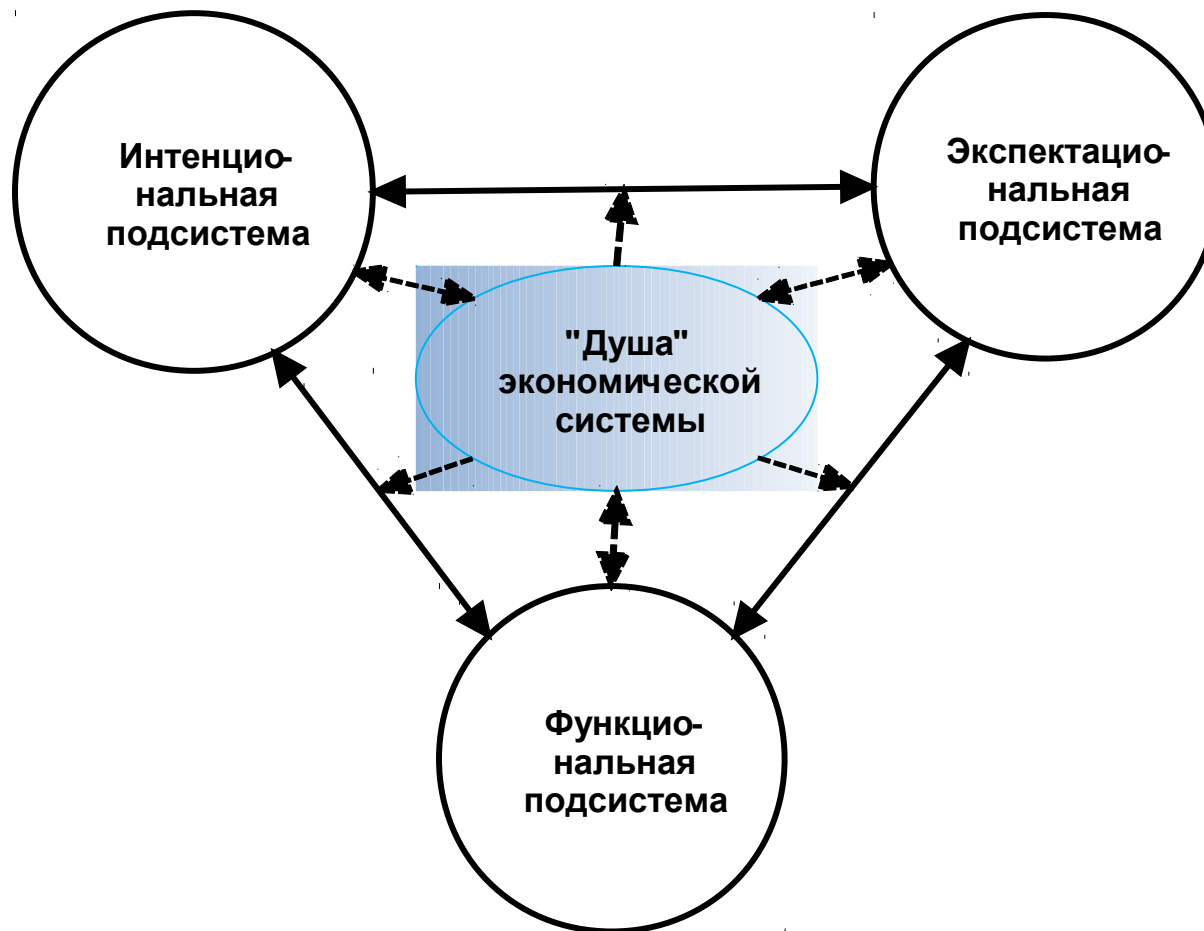 Интенцио-
нальная
подсистема
Экспектацио-
нальная
подсистема
"Душа"
экономической
системы
Функцио-
нальная
подсистема